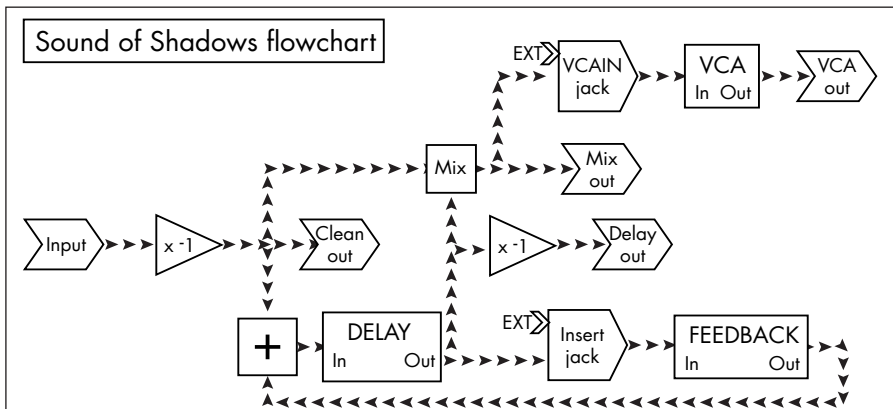 Sound of Shadows flowchart
EXT
VCAIN
jack
VCA
In Out
VCA
out
Mix
Mix
out
Input
x -1
Clean
out
x -1
Delay
out
+
DELAY
In Out
EXT
Insert
jack
FEEDBACK
In Out